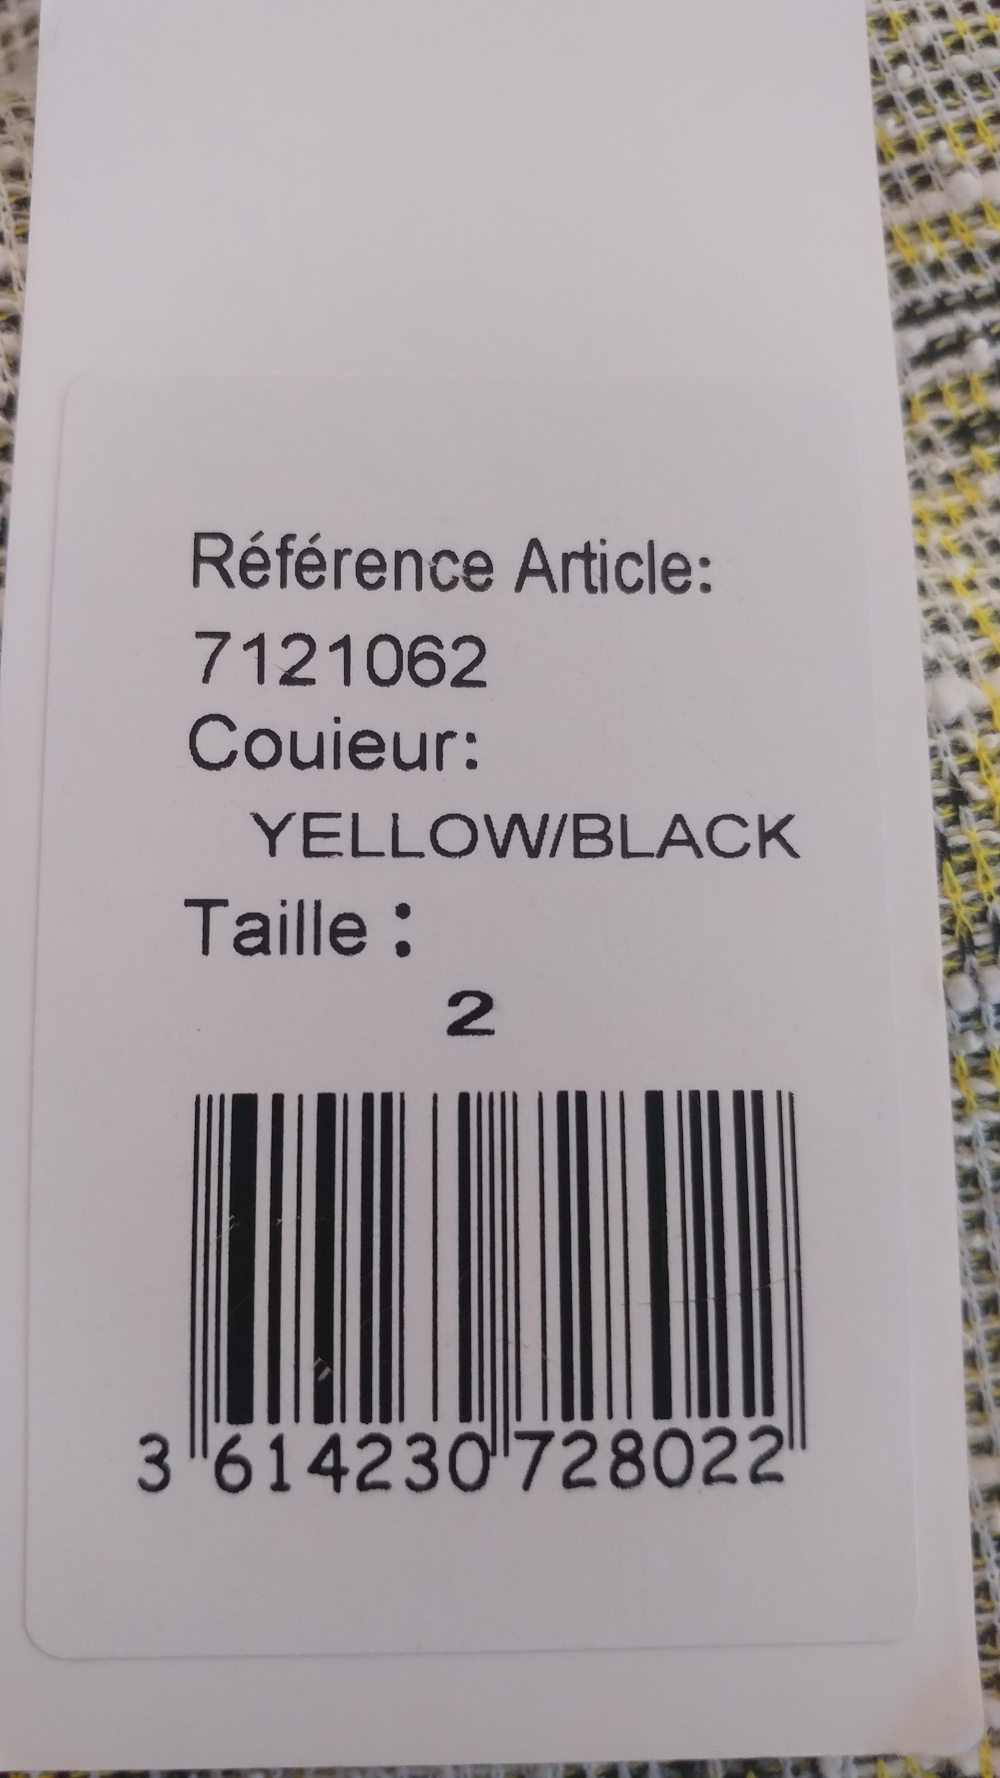 Référence Article:
7121062
Couieur:
YELLOW/BLACK
Taille :
2
3 614230 728022